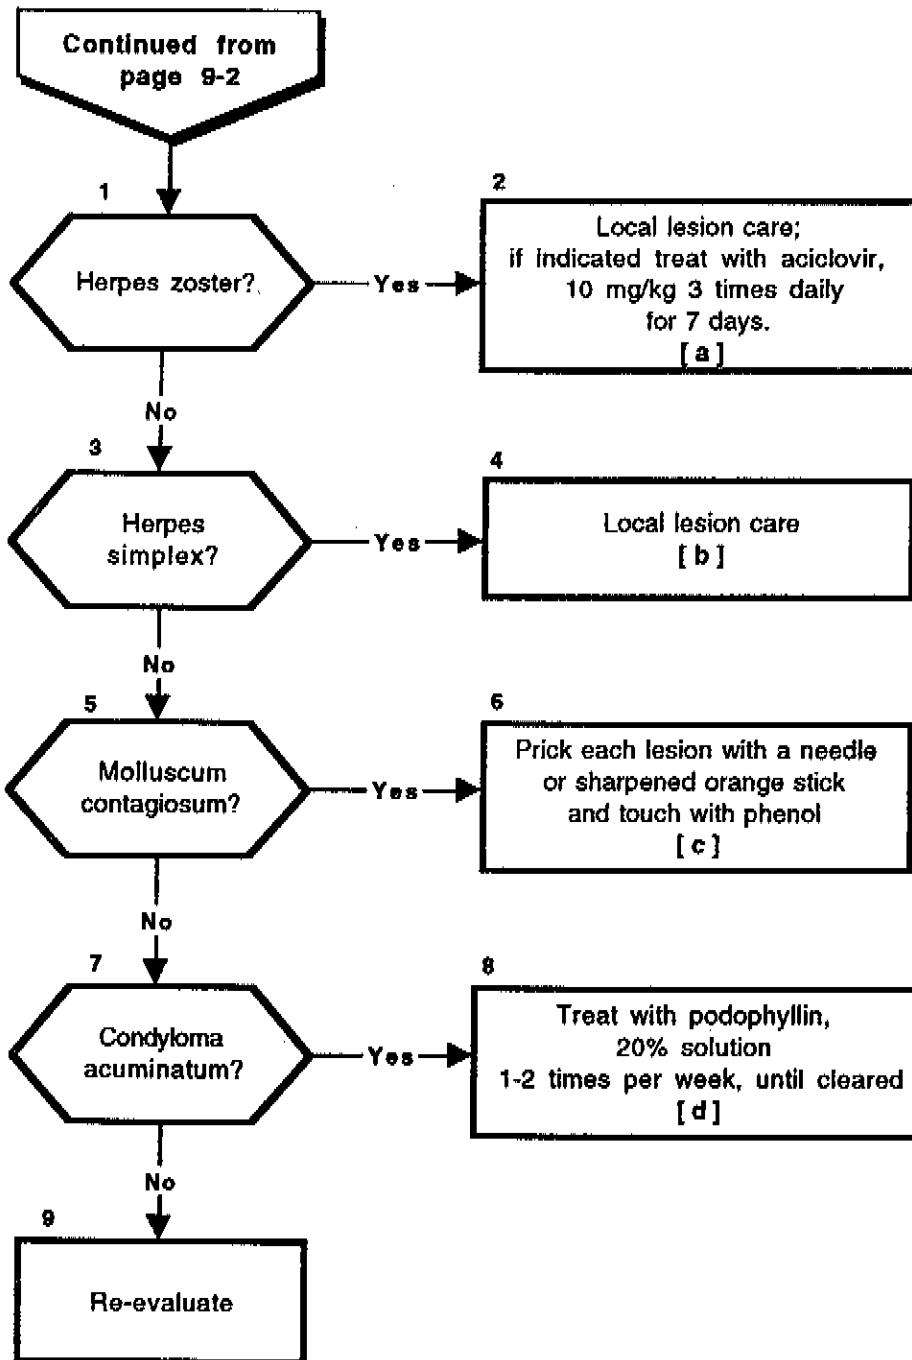 Continued from
page 9-2
1
Herpes zoster?
Yes
2
Local lesion care;
if indicated treat with aciclovir,
10 mg/kg 3 times daily
for 7 days.
[a]
No
3
Herpes
simplex?
Yes
4
Local lesion care
[b]
No
5
Molluscum
contagiosum?
Yes
6
Prick each lesion with a needle
or sharpened orange stick
and touch with phenol
[c]
No
7
Condyloma
acuminatum?
Yes
8
Treat with podophyllin,
20% solution
1-2 times per week, until cleared
[d]
No
9
Re-evaluate